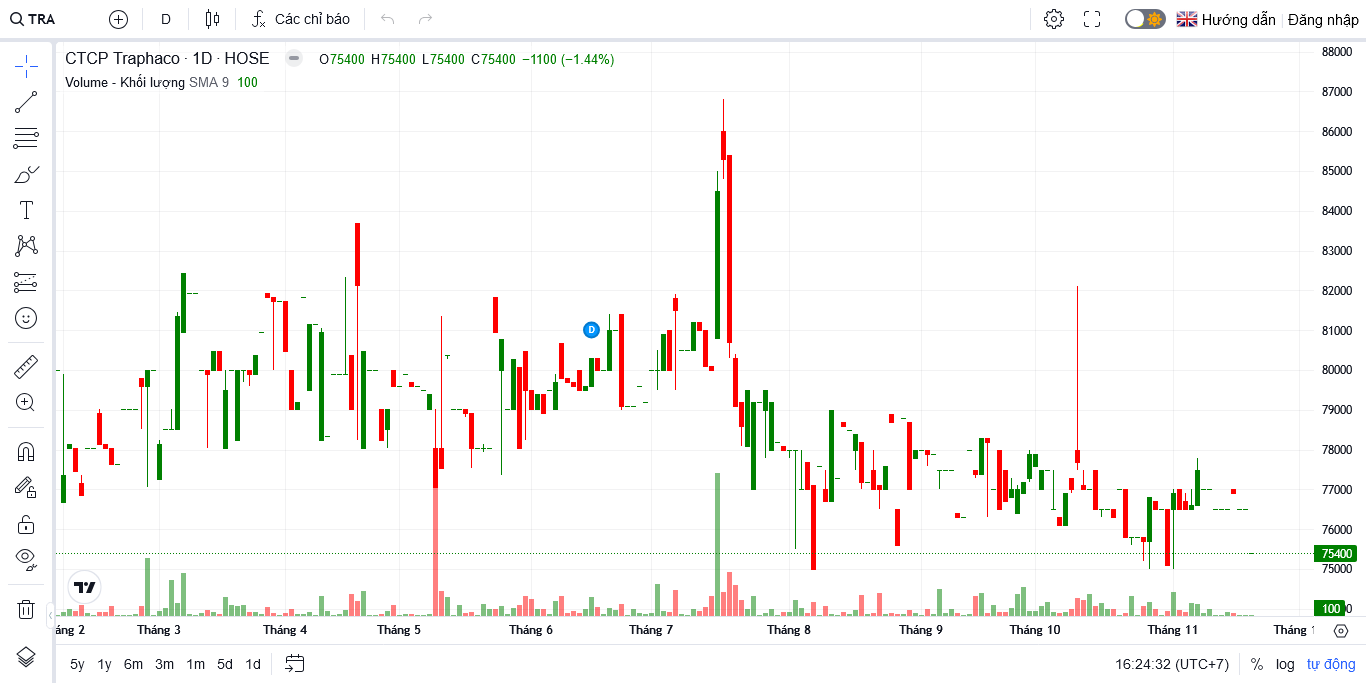 TRA D Các chỉ báo Hướng dẫn Đăng nhập
CTCP Traphaco · 1D · HOSE O75400 H75400 L75400 C75400 −1100 (−1.44%)
Volume - Khối lượng SMA 9 100
88000
87000
86000
85000
84000
83000
82000
81000
D
80000
79000
78000
77000
76000
75400
75000
100
áng 2 Tháng 3 Tháng 4 Tháng 5 Tháng 6 Tháng 7 Tháng 8 Tháng 9 Tháng 10 Tháng 11 Tháng 1
5y 1y 6m 3m 1m 5d 1d 16:24:32 (UTC+7) % log tự động